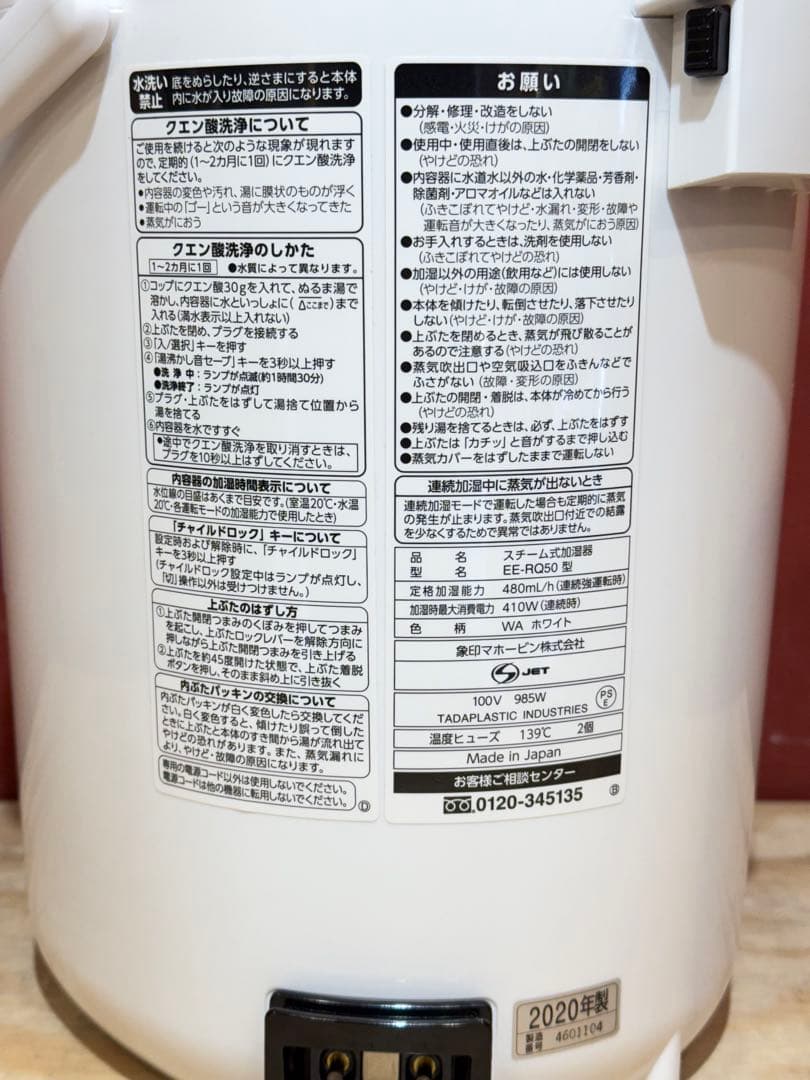 水洗い 底をぬらしたり、逆さまにすると本体
禁止 内に水が入り故障の原因になります。
クエン酸洗浄について
ご使用を続けると次のような現象が現れます
ので、定期的(1〜2カ月に1回)にクエン酸洗浄
をしてください。
●内容器の変色や汚れ、湯に膜状のものが浮く
●運転中の「ゴー」という音が大きくなってきた
●蒸気がにおう
クエン酸洗浄のしかた
1〜2カ月に1回 ●水質によって異なります。
①コップにクエン酸30gを入れて、ぬるま湯で
溶かし、内容器に水といっしょに(△ここまで)まで
入れる(満水表示以上入れない)
②上ぶたを閉め、プラグを接続する
③「入/選択」キーを押す
④「湯沸かし音セーブ」キーを3秒以上押す
●洗浄中:ランプが点滅(約1時間30分)
●洗浄終了:ランプが点灯
⑤プラグ・上ぶたをはずして湯捨て位置から
湯を捨てる
⑥内容器を水ですすぐ
●途中でクエン酸洗浄を取り消すときは、
プラグを10秒以上はずしてください。
内容器の加湿時間表示について
水位線の目盛はあくまで目安です。(室温20℃・水温
20℃・各運転モードの加湿能力で使用したとき)
「チャイルドロック」キーについて
設定時および解除時に、「チャイルドロック」
キーを3秒以上押す
(チャイルドロック設定中はランプが点灯し、
「切」操作以外は受けつけません。)
上ぶたのはずし方
①上ぶた開閉つまみのくぼみを押してつまみ
を起こし、上ぶたロックレバーを解除方向に
押しながら上ぶた開閉つまみを引き上げる
②上ぶたを約45度開けた状態で、上ぶた着脱
ボタンを押し、そのまま斜め上に引き抜く
内ぶたパッキンの交換について
内ぶたパッキンが白く変色したら交換してくだ
さい。白く変色すると、傾けたり誤って倒した
ときに上ぶたと本体のすき間から湯が流れ出て
やけどの恐れがあります。また、蒸気漏れに
より、やけど・故障の原因になります。
専用の電源コード以外は使用しないでください。
電源コードは他の機器に転用しないでください。
Ⓓ
お願い
●分解・修理・改造をしない
(感電・火災・けがの原因)
●使用中・使用直後は、上ぶたの開閉をしない
(やけどの恐れ)
●内容器に水道水以外の水・化学薬品・芳香剤・
除菌剤・アロマオイルなどは入れない
(ふきこぼれてやけど・水漏れ・変形・故障や
運転音が大きくなったり、蒸気がにおう原因)
●お手入れするときは、洗剤を使用しない
(ふきこぼれてやけどの恐れ)
●加湿以外の用途(飲用など)には使用しない
(やけど・けが・故障の原因)
●本体を傾けたり、転倒させたり、落下させたり
しない(やけど・けが・故障の原因)
●上ぶたを閉めるとき、蒸気が飛び散ることが
あるので注意する(やけどの恐れ)
●蒸気吹出口や空気吸込口をふきんなどで
ふさがない(故障・変形の原因)
●上ぶたの開閉・着脱は、本体が冷めてから行う
(やけどの恐れ)
●残り湯を捨てるときは、必ず、上ぶたをはずす
●上ぶたは「カチッ」と音がするまで押し込む
●蒸気カバーをはずしたままで運転しない
連続加湿中に蒸気が出ないとき
連続加湿モードで運転した場合も定期的に蒸気
の発生が止まります。蒸気吹出口付近での結露
を少なくするためで異常ではありません。
品名 スチーム式加湿器
型名 EE-RQ50 型
定格加湿能力 480mL/h(連続強運転時)
加湿時最大消費電力 410W(連続時)
色柄 WA ホワイト
象印マホービン株式会社
JET
100V 985W
PSE
TADAPLASTIC INDUSTRIES
温度ヒューズ 139℃ 2個
Made in Japan
お客様ご相談センター
0120-345135
Ⓑ
2020年製
製造番号 4601104